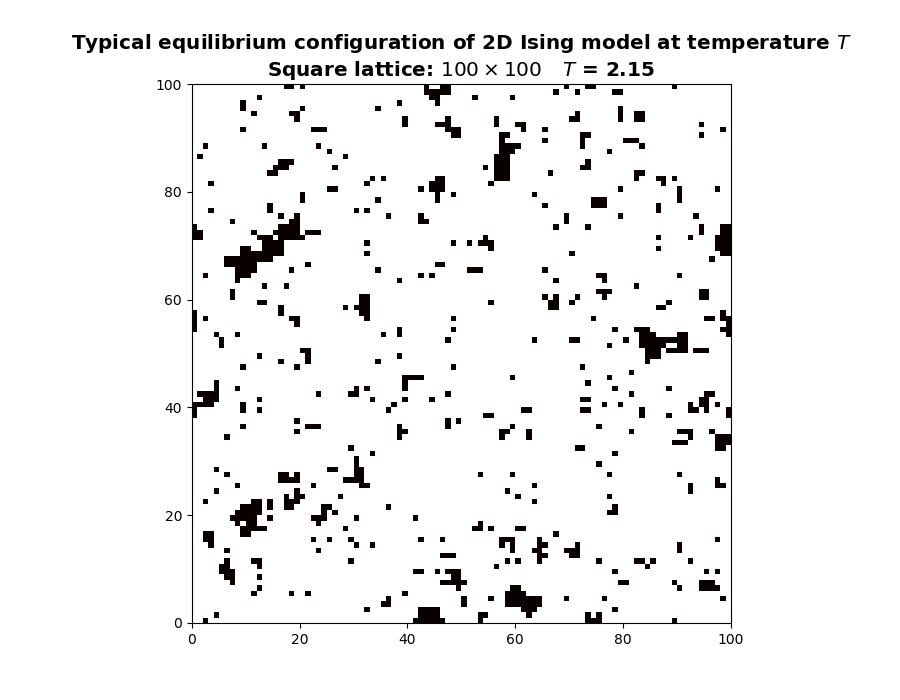 Typical equilibrium configuration of 2D Ising model at temperature T
Square lattice: 100 × 100 T = 2.15
100
80
60
40
20
0
0 20 40 60 80 100